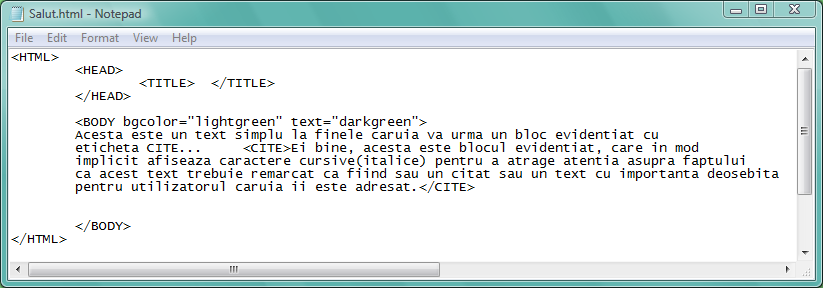 Salut.html - Notepad
File Edit Format View Help
<HTML>
<HEAD>
<TITLE>  </TITLE>
</HEAD>
<BODY bgcolor="lightgreen" text="darkgreen">
Acesta este un text simplu la finele caruia va urma un bloc evidentiat cu
eticheta CITE...     <CITE>Ei bine, acesta este blocul evidentiat, care in mod
implicit afiseaza caractere cursive(italice) pentru a atrage atentia asupra faptului
ca acest text trebuie remarcat ca fiind sau un citat sau un text cu importanta deosebita
pentru utilizatorul caruia ii este adresat.</CITE>
</BODY>
</HTML>